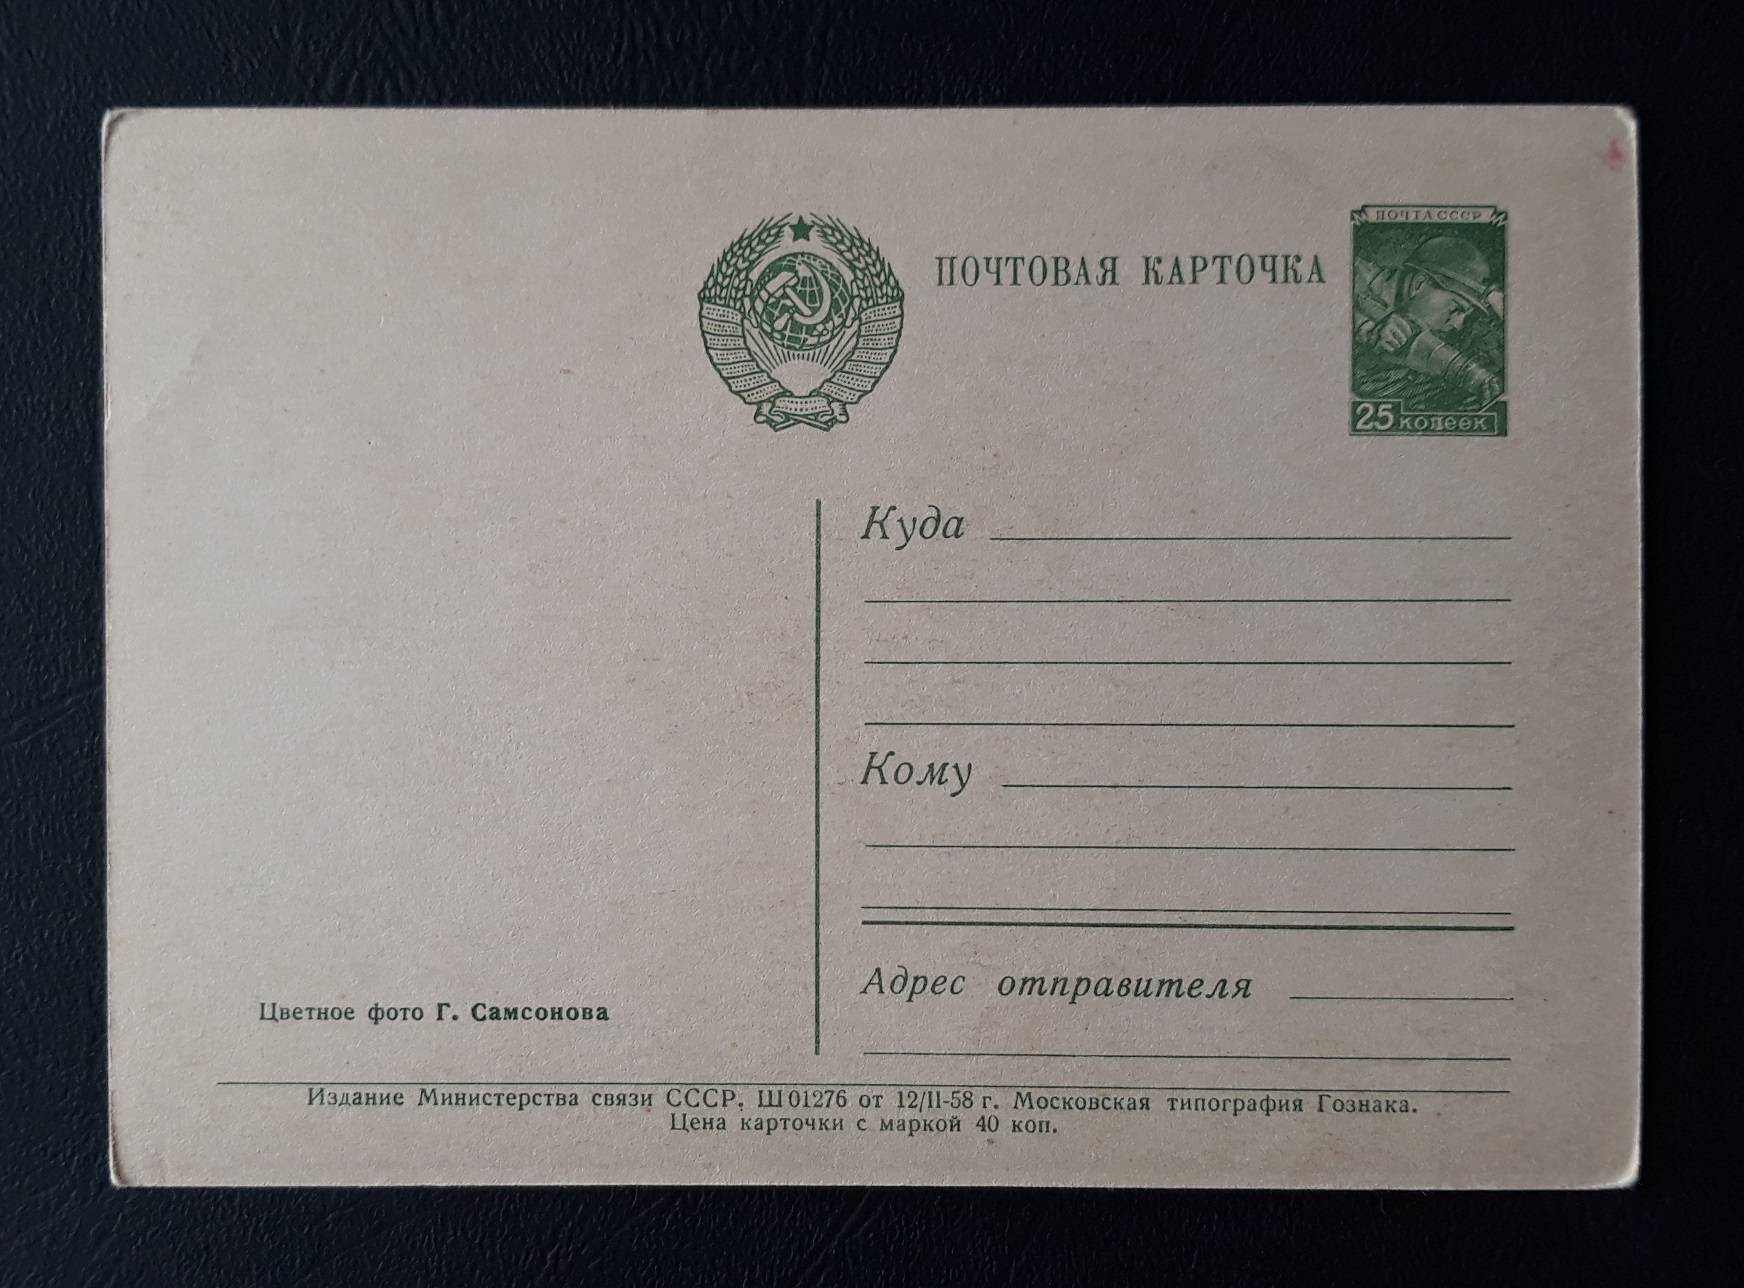 ПОЧТА СССР
ПОЧТОВАЯ КАРТОЧКА
25 копеек
Куда
Кому
Адрес отправителя
Цветное фото Г. Самсонова
Издание Министерства связи СССР. Ш 01276 от 12/II-58 г. Московская типография Гознака.
Цена карточки с маркой 40 коп.